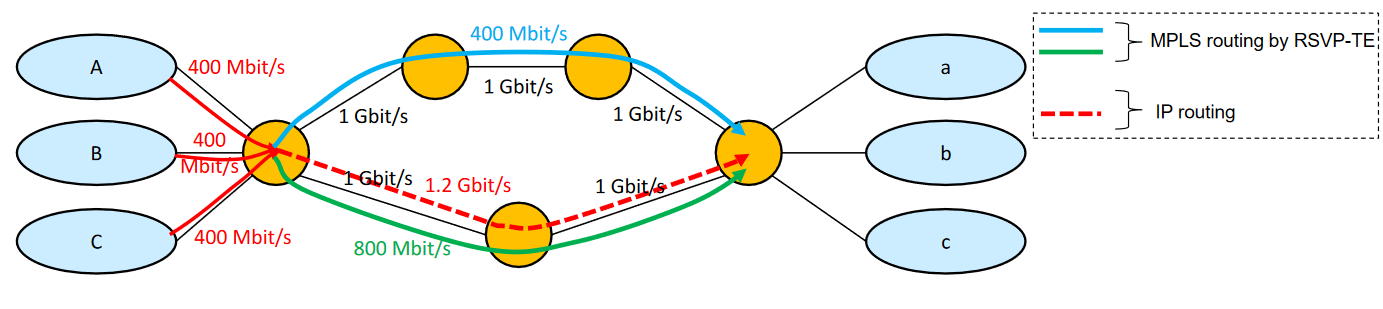 400 Mbit/s
A
400 Mbit/s
a
MPLS routing by RSVP-TE
1 Gbit/s
1 Gbit/s
1 Gbit/s
IP routing
B
400
Mbit/s
b
1 Gbit/s
1.2 Gbit/s
1 Gbit/s
C
400 Mbit/s
800 Mbit/s
c